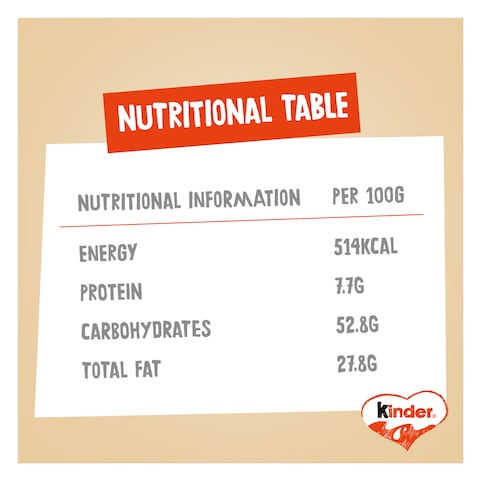 NUTRITIONAL TABLE
NUTRITIONAL INFORMATION PER 100G
ENERGY 514KCAL
PROTEIN 7.7G
CARBOHYDRATES 52.8G
TOTAL FAT 27.8G
Kinder®